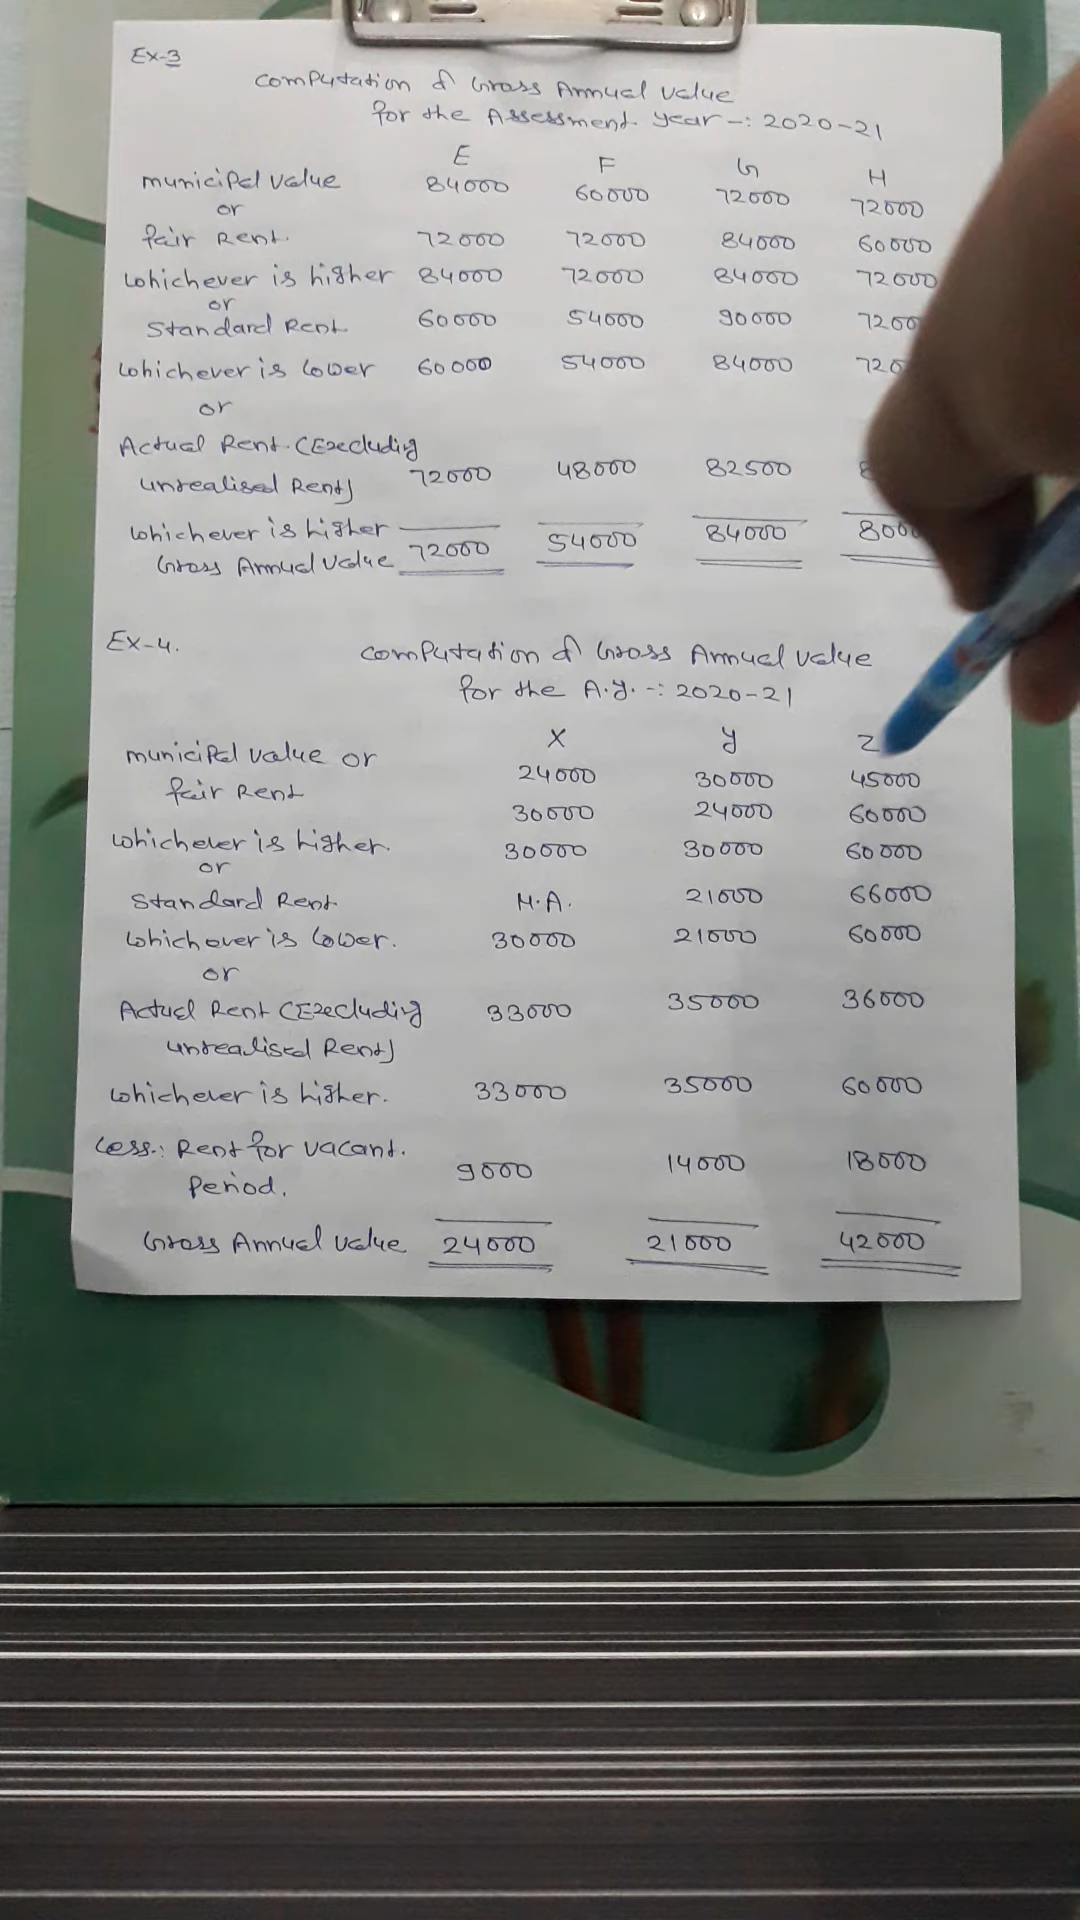 Ex-3
Computation of Gross Annual Value
for the Assessment year -: 2020-21
E F G H
Municipal value 84000 60000 72000 72000
or
fair Rent. 72000 72000 84000 60000
whichever is higher 84000 72000 84000 72000
or
Standard Rent. 60000 54000 90000 7200
whichever is lower 60000 54000 84000 720
or
Actual Rent. (Excluding
unrealised Rent) 72000 48000 82500 8
whichever is higher
Gross Annual Value 72000 54000 84000 8000
Ex-4.
Computation of Gross Annual Value
for the A.Y. -: 2020-21
X Y Z
Municipal value or 24000 30000 45000
fair Rent 30000 24000 60000
whichever is higher. 30000 30000 60000
or
Standard Rent. N.A. 21000 66000
whichever is lower. 30000 21000 60000
or
Actual Rent (Excluding 33000 35000 36000
unrealised Rent)
whichever is higher. 33000 35000 60000
Less.: Rent for vacant.
Period. 9000 14000 18000
Gross Annual Value 24000 21000 42000